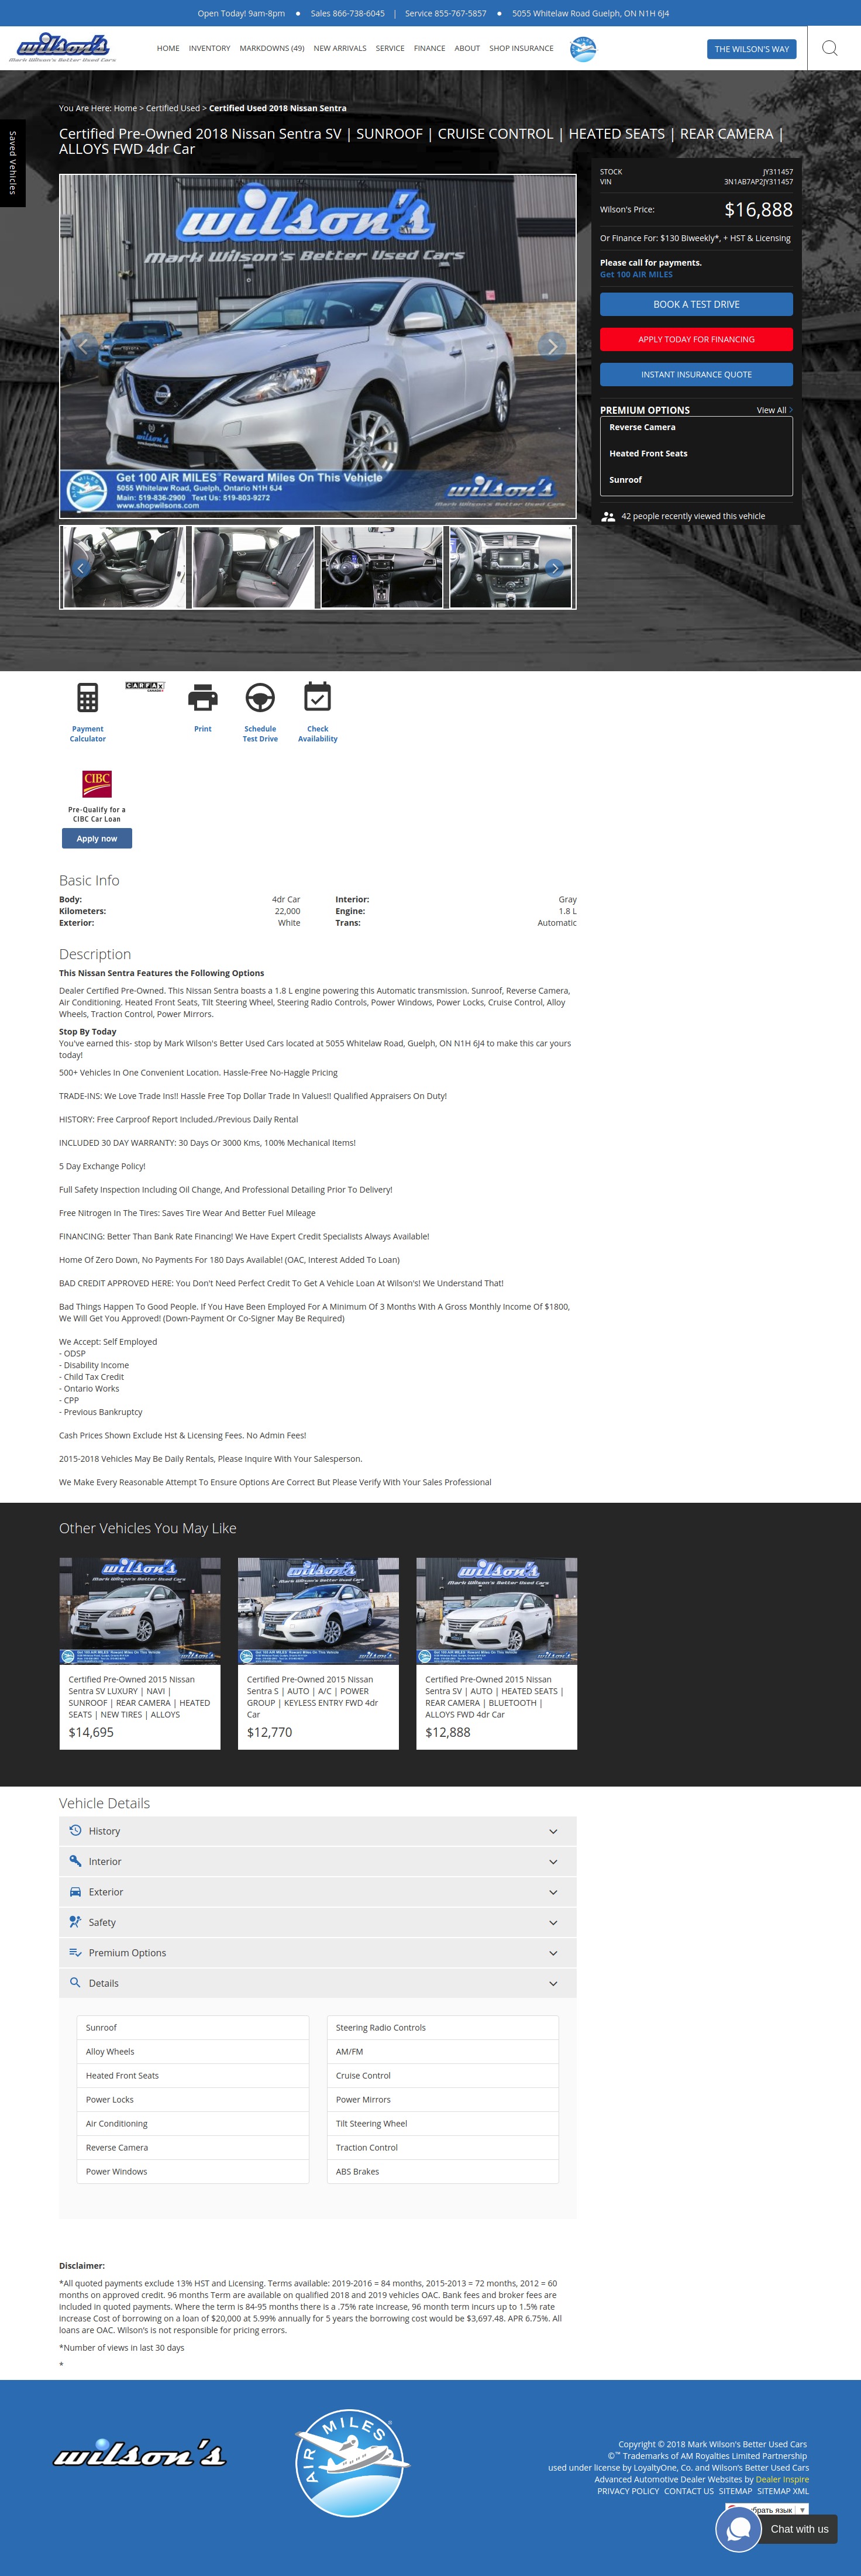 Open Today! 9am-8pm • Sales 866-738-6045 | Service 855-767-5857 • 5055 Whitelaw Road Guelph, ON N1H 6J4
wilson's
Mark Wilson's Better Used Cars
HOME INVENTORY MARKDOWNS (49) NEW ARRIVALS SERVICE FINANCE ABOUT SHOP INSURANCE
THE WILSON'S WAY
Saved Vehicles
You Are Here: Home > Certified Used > Certified Used 2018 Nissan Sentra
Certified Pre-Owned 2018 Nissan Sentra SV | SUNROOF | CRUISE CONTROL | HEATED SEATS | REAR CAMERA |
ALLOYS FWD 4dr Car
wilson's
Mark Wilson's Better Used Cars
Get 100 AIR MILES® Reward Miles On This Vehicle
5055 Whitelaw Road, Guelph, Ontario N1H 6J4
Main: 519-836-2900 Text Us: 519-803-9272
www.shopwilsons.com
wilson's
STOCK JY311457
VIN 3N1AB7AP2JY311457
Wilson's Price: $16,888
Or Finance For: $130 Biweekly*, + HST & Licensing
Please call for payments.
Get 100 AIR MILES
BOOK A TEST DRIVE
APPLY TODAY FOR FINANCING
INSTANT INSURANCE QUOTE
PREMIUM OPTIONS View All
Reverse Camera
Heated Front Seats
Sunroof
42 people recently viewed this vehicle
CARFAX
CANADA
Payment
Calculator
Print
Schedule
Test Drive
Check
Availability
CIBC
Pre-Qualify for a
CIBC Car Loan
Apply now
Basic Info
Body: 4dr Car Interior: Gray
Kilometers: 22,000 Engine: 1.8 L
Exterior: White Trans: Automatic
Description
This Nissan Sentra Features the Following Options
Dealer Certified Pre-Owned. This Nissan Sentra boasts a 1.8 L engine powering this Automatic transmission. Sunroof, Reverse Camera,
Air Conditioning. Heated Front Seats, Tilt Steering Wheel, Steering Radio Controls, Power Windows, Power Locks, Cruise Control, Alloy
Wheels, Traction Control, Power Mirrors.
Stop By Today
You've earned this- stop by Mark Wilson's Better Used Cars located at 5055 Whitelaw Road, Guelph, ON N1H 6J4 to make this car yours
today!
500+ Vehicles In One Convenient Location. Hassle-Free No-Haggle Pricing
TRADE-INS: We Love Trade Ins!! Hassle Free Top Dollar Trade In Values!! Qualified Appraisers On Duty!
HISTORY: Free Carproof Report Included./Previous Daily Rental
INCLUDED 30 DAY WARRANTY: 30 Days Or 3000 Kms, 100% Mechanical Items!
5 Day Exchange Policy!
Full Safety Inspection Including Oil Change, And Professional Detailing Prior To Delivery!
Free Nitrogen In The Tires: Saves Tire Wear And Better Fuel Mileage
FINANCING: Better Than Bank Rate Financing! We Have Expert Credit Specialists Always Available!
Home Of Zero Down, No Payments For 180 Days Available! (OAC, Interest Added To Loan)
BAD CREDIT APPROVED HERE: You Don't Need Perfect Credit To Get A Vehicle Loan At Wilson's! We Understand That!
Bad Things Happen To Good People. If You Have Been Employed For A Minimum Of 3 Months With A Gross Monthly Income Of $1800,
We Will Get You Approved! (Down-Payment Or Co-Signer May Be Required)
We Accept: Self Employed
- ODSP
- Disability Income
- Child Tax Credit
- Ontario Works
- CPP
- Previous Bankruptcy
Cash Prices Shown Exclude Hst & Licensing Fees. No Admin Fees!
2015-2018 Vehicles May Be Daily Rentals, Please Inquire With Your Salesperson.
We Make Every Reasonable Attempt To Ensure Options Are Correct But Please Verify With Your Sales Professional
Other Vehicles You May Like
Certified Pre-Owned 2015 Nissan
Sentra SV LUXURY | NAVI |
SUNROOF | REAR CAMERA | HEATED
SEATS | NEW TIRES | ALLOYS
$14,695
Certified Pre-Owned 2015 Nissan
Sentra S | AUTO | A/C | POWER
GROUP | KEYLESS ENTRY FWD 4dr
Car
$12,770
Certified Pre-Owned 2015 Nissan
Sentra SV | AUTO | HEATED SEATS |
REAR CAMERA | BLUETOOTH |
ALLOYS FWD 4dr Car
$12,888
Vehicle Details
History
Interior
Exterior
Safety
Premium Options
Details
Sunroof Steering Radio Controls
Alloy Wheels AM/FM
Heated Front Seats Cruise Control
Power Locks Power Mirrors
Air Conditioning Tilt Steering Wheel
Reverse Camera Traction Control
Power Windows ABS Brakes
Disclaimer:
*All quoted payments exclude 13% HST and Licensing. Terms available: 2019-2016 = 84 months, 2015-2013 = 72 months, 2012 = 60
months on approved credit. 96 months Term are available on qualified 2018 and 2019 vehicles OAC. Bank fees and broker fees are
included in quoted payments. Where the term is 84-95 months there is a .75% rate increase, 96 month term incurs up to 1.5% rate
increase Cost of borrowing on a loan of $20,000 at 5.99% annually for 5 years the borrowing cost would be $3,697.48. APR 6.75%. All
loans are OAC. Wilson's is not responsible for pricing errors.
*Number of views in last 30 days
*
wilson's
AIR MILES
Copyright © 2018 Mark Wilson's Better Used Cars
©™ Trademarks of AM Royalties Limited Partnership
used under license by LoyaltyOne, Co. and Wilson's Better Used Cars
Advanced Automotive Dealer Websites by Dealer Inspire
PRIVACY POLICY CONTACT US SITEMAP SITEMAP XML
язык
Chat with us